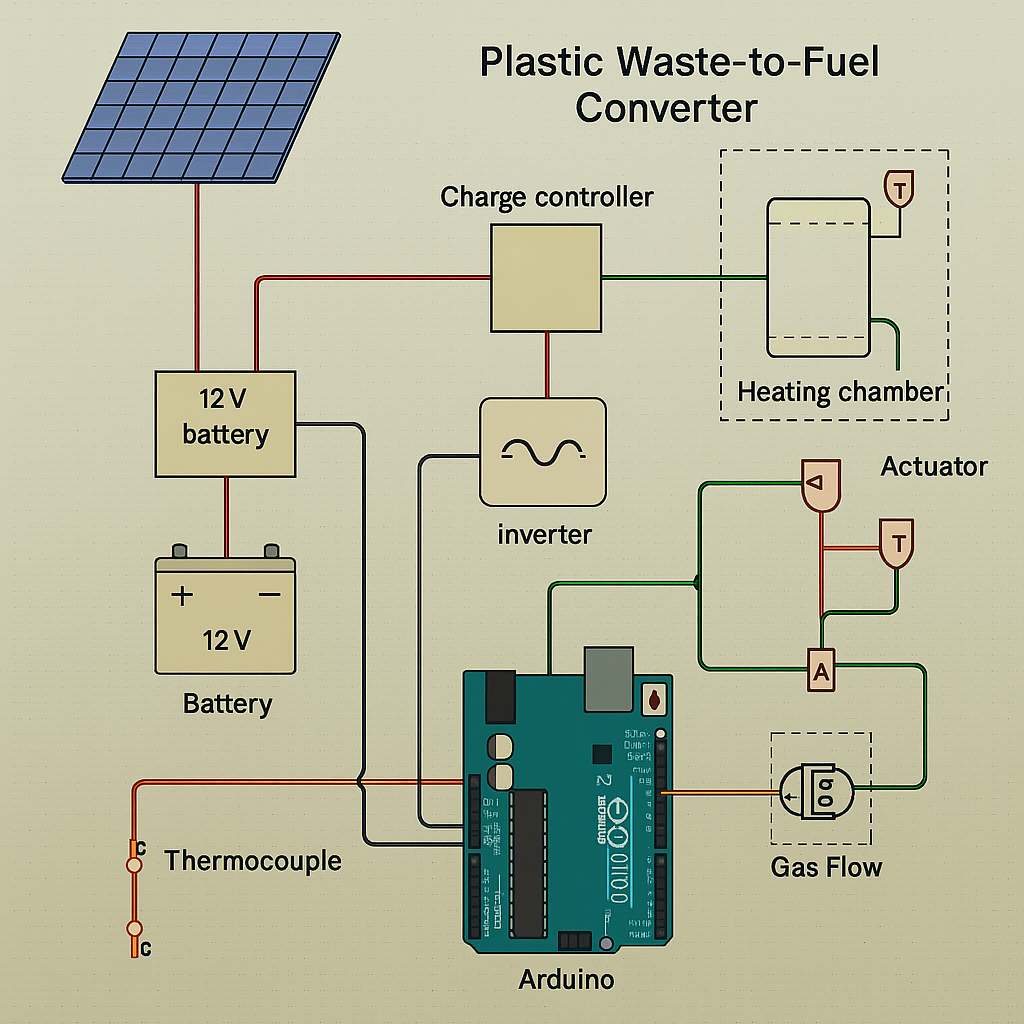 Plastic Waste-to-Fuel
Converter
Charge controller
T
12 V
battery
Heating chamber
inverter
Actuator
T
+ −
12 V
Battery
A
C
Thermocouple
C
Gas Flow
Arduino